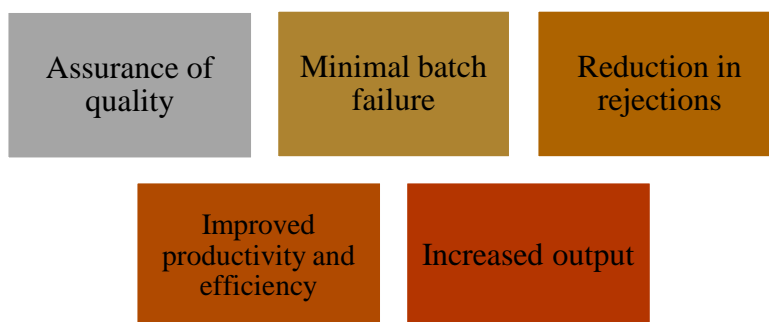 Assurance of
quality
Minimal batch
failure
Reduction in
rejections
Improved
productivity and
efficiency
Increased output